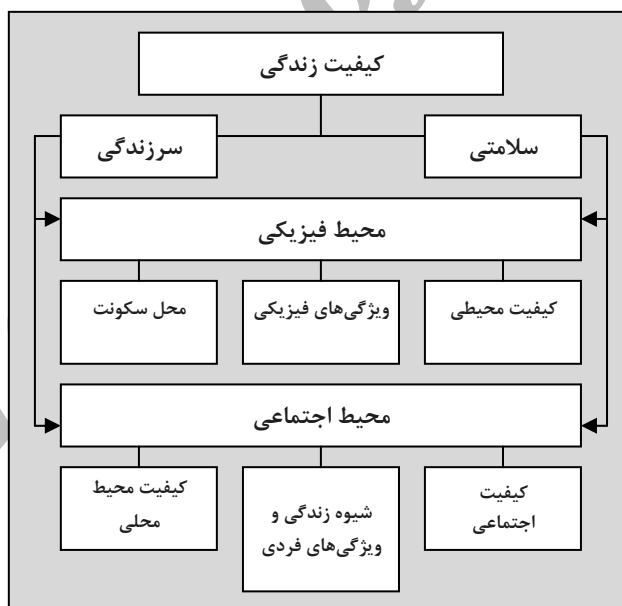 کیفیت زندگی
سلامتی
سرزندگی
محیط فیزیکی
کیفیت محیطی
ویژگی‌های فیزیکی
محل سکونت
محیط اجتماعی
کیفیت
اجتماعی
شیوه زندگی و
ویژگی‌های فردی
کیفیت محیط
محلی